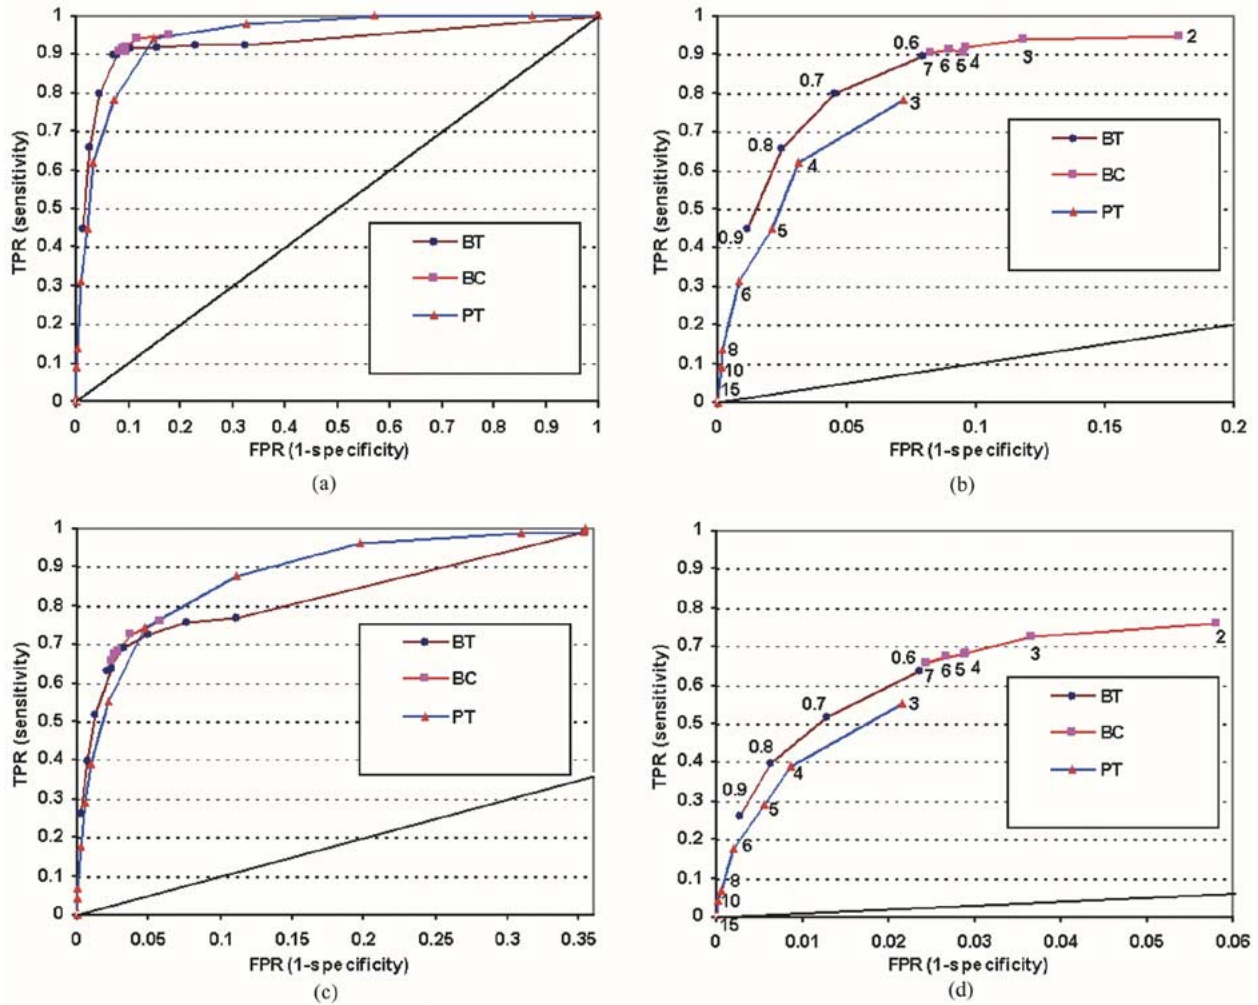 1
0.9
0.8
0.7
0.6
0.5
0.4
0.3
0.2
0.1
0
TPR (sensitivity)
BT
BC
PT
0 0.1 0.2 0.3 0.4 0.5 0.6 0.7 0.8 0.9 1
FPR (1-specificity)
(a)
1
0.9
0.8
0.7
0.6
0.5
0.4
0.3
0.2
0.1
0
TPR (sensitivity)
0.6
0.7
0.8
0.9
7 6 5 4 3 2
3
4
5
6
8
10
15
BT
BC
PT
0 0.05 0.1 0.15 0.2
FPR (1-specificity)
(b)
1
0.9
0.8
0.7
0.6
0.5
0.4
0.3
0.2
0.1
0
TPR (sensitivity)
BT
BC
PT
0 0.05 0.1 0.15 0.2 0.25 0.3 0.35
FPR (1-specificity)
(c)
1
0.9
0.8
0.7
0.6
0.5
0.4
0.3
0.2
0.1
0
TPR (sensitivity)
0.6
0.7
0.8
0.9
7 6 5 4 3 2
3
4
5
6
8
10
15
BT
BC
PT
0 0.01 0.02 0.03 0.04 0.05 0.06
FPR (1-specificity)
(d)